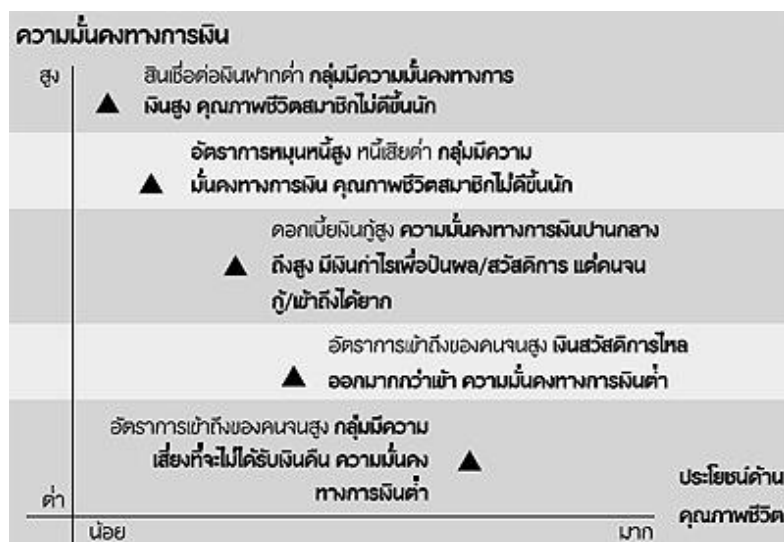 ความมั่นคงทางการเงิน
สูง
สินเชื่อต่อเงินฝากต่ำ กลุ่มมีความมั่นคงทางการ
เงินสูง คุณภาพชีวิตสมาชิกไม่ดีขึ้นนัก
อัตราการหมุนหนี้สูง หนี้เสียต่ำ กลุ่มมีความ
มั่นคงทางการเงิน คุณภาพชีวิตสมาชิกไม่ดีขึ้นนัก
ดอกเบี้ยเงินกู้สูง ความมั่นคงทางการเงินปานกลาง
ถึงสูง มีเงินกำไรเพื่อปันผล/สวัสดิการ แต่คนจน
กู้/เข้าถึงได้ยาก
อัตราการเข้าถึงของคนจนสูง เงินสวัสดิการไหล
ออกมากกว่าเข้า ความมั่นคงทางการเงินต่ำ
อัตราการเข้าถึงของคนจนสูง กลุ่มมีความ
เสี่ยงที่จะไม่ได้รับเงินคืน ความมั่นคง
ทางการเงินต่ำ
ต่ำ
น้อย
มาก
ประโยชน์ด้าน
คุณภาพชีวิต